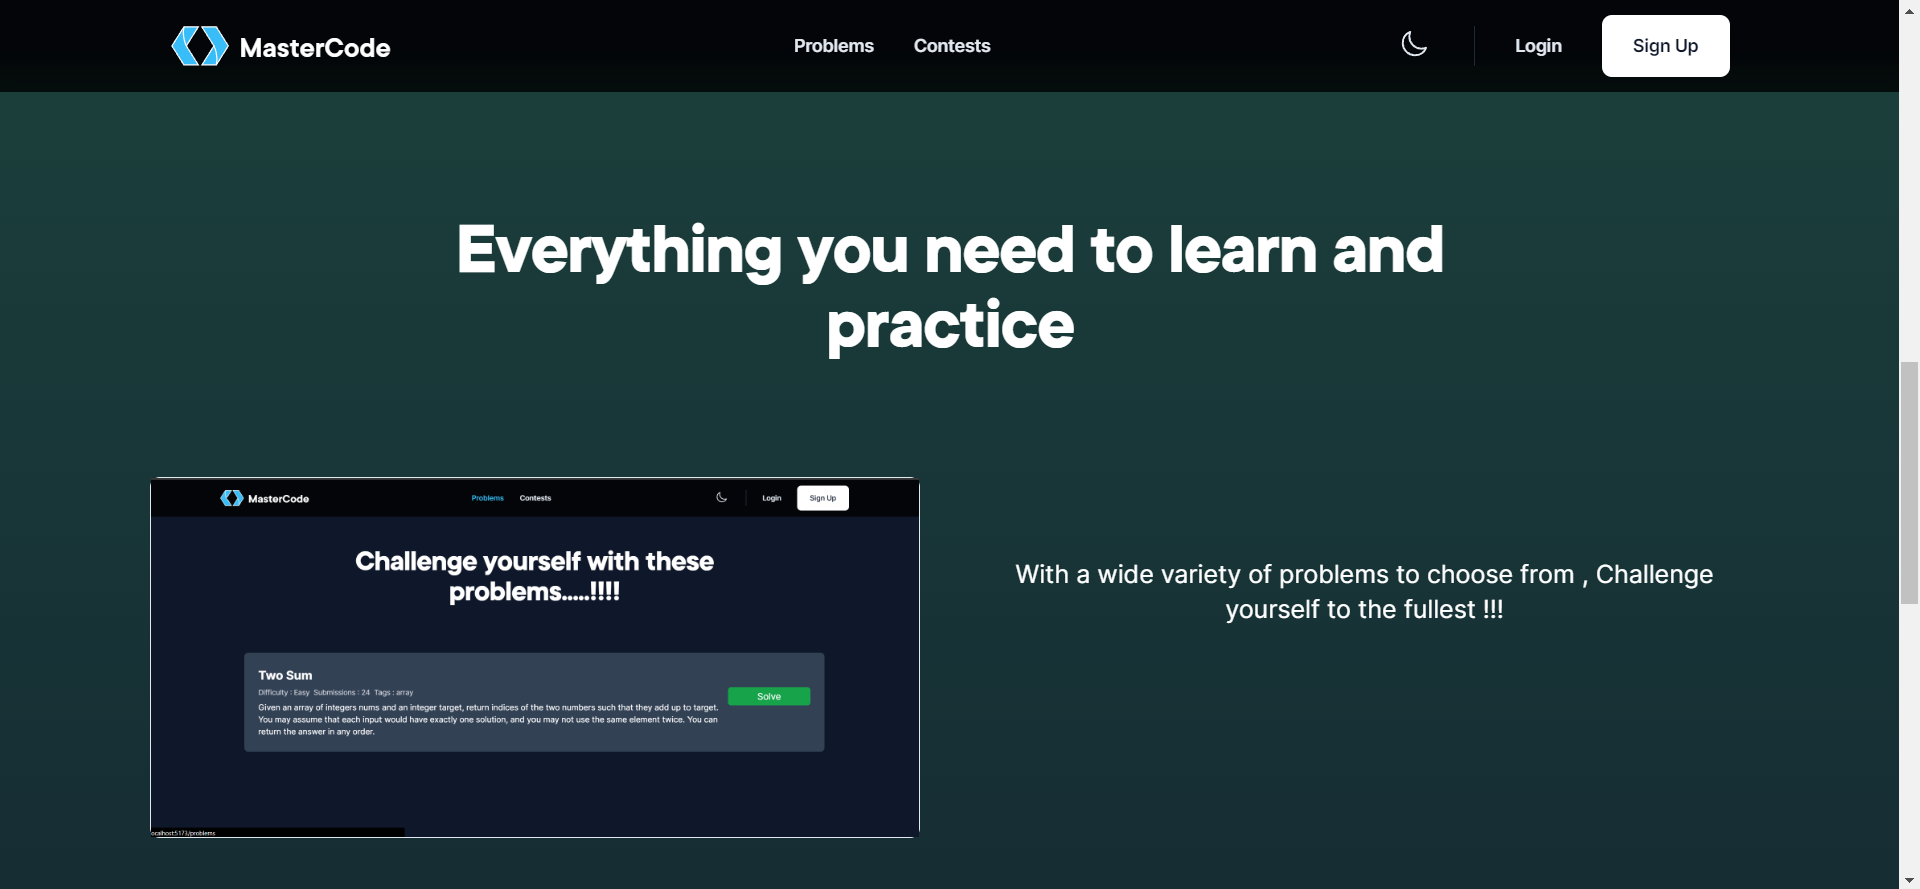 MasterCode
Problems
Contests
Login
Sign Up
Everything you need to learn and
practice
MasterCode
Problems
Contests
Login
Sign Up
Challenge yourself with these
problems.....!!!!
Two Sum
Difficulty : Easy Submissions : 24 Tags : array
Given an array of integers nums and an integer target, return indices of the two numbers such that they add up to target.
You may assume that each input would have exactly one solution, and you may not use the same element twice. You can
return the answer in any order.
Solve
ocalhost:5173/problems
With a wide variety of problems to choose from , Challenge
yourself to the fullest !!!